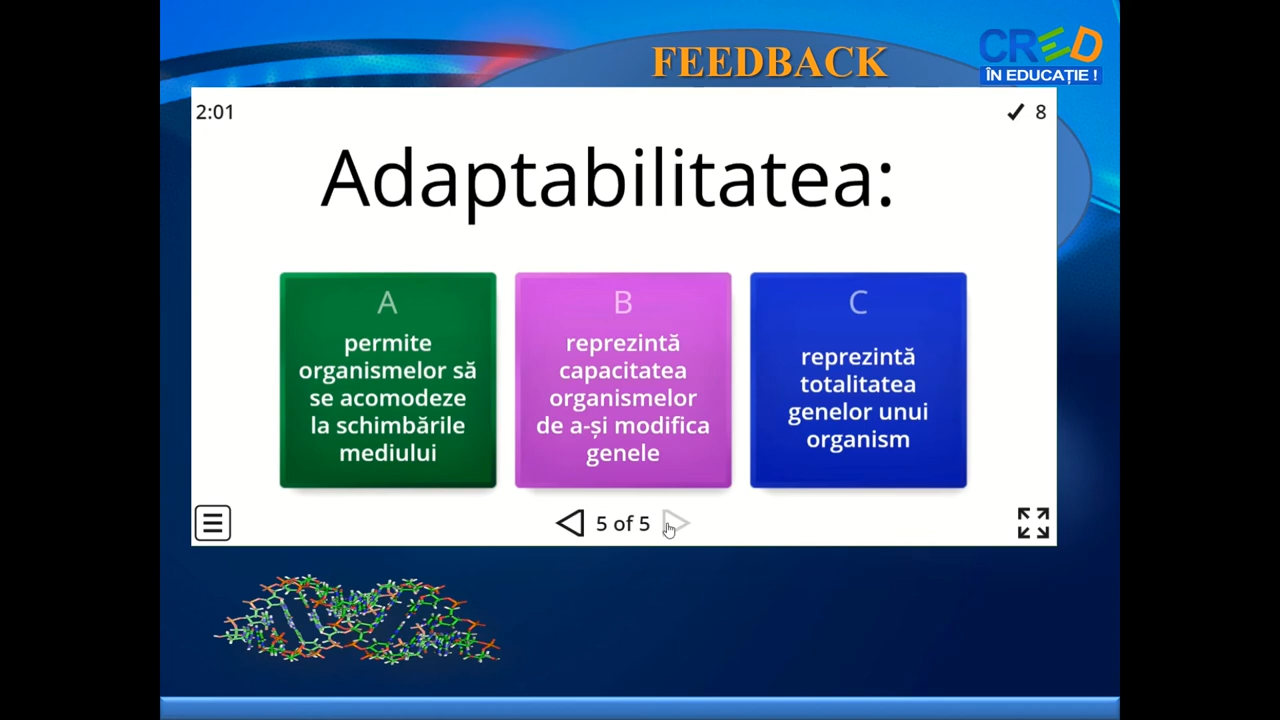 FEEDBACK
CRED
ÎN EDUCAȚIE !
2:01
✓ 8
Adaptabilitatea:
A
permite
organismelor să
se acomodeze
la schimbările
mediului
B
reprezintă
capacitatea
organismelor
de a-și modifica
genele
C
reprezintă
totalitatea
genelor unui
organism
5 of 5